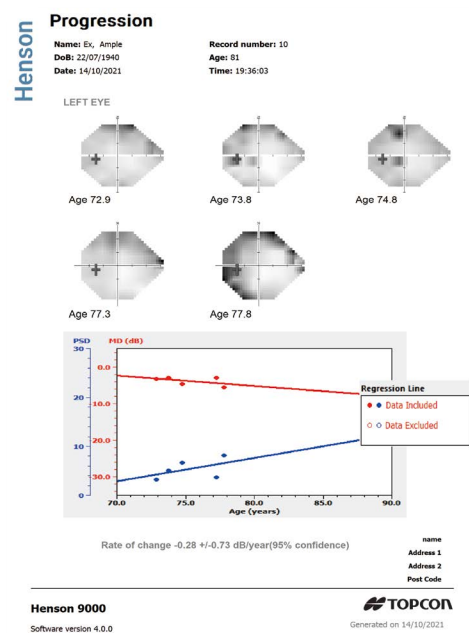 Henson
Progression
Name: Ex, Ample
Record number: 10
DoB: 22/07/1940
Age: 81
Date: 14/10/2021
Time: 19:36:03
LEFT EYE
Age 72.9
Age 73.8
Age 74.8
Age 77.3
Age 77.8
PSD
MD (dB)
30
0.0
20
10.0
10
20.0
0
30.0
70.0
75.0
80.0
85.0
90.0
Age (years)
Regression Line
Data Included
Data Excluded
Rate of change -0.28 +/-0.73 dB/year(95% confidence)
name
Address 1
Address 2
Post Code
Henson 9000
TOPCON
Software version 4.0.0
Generated on 14/10/2021